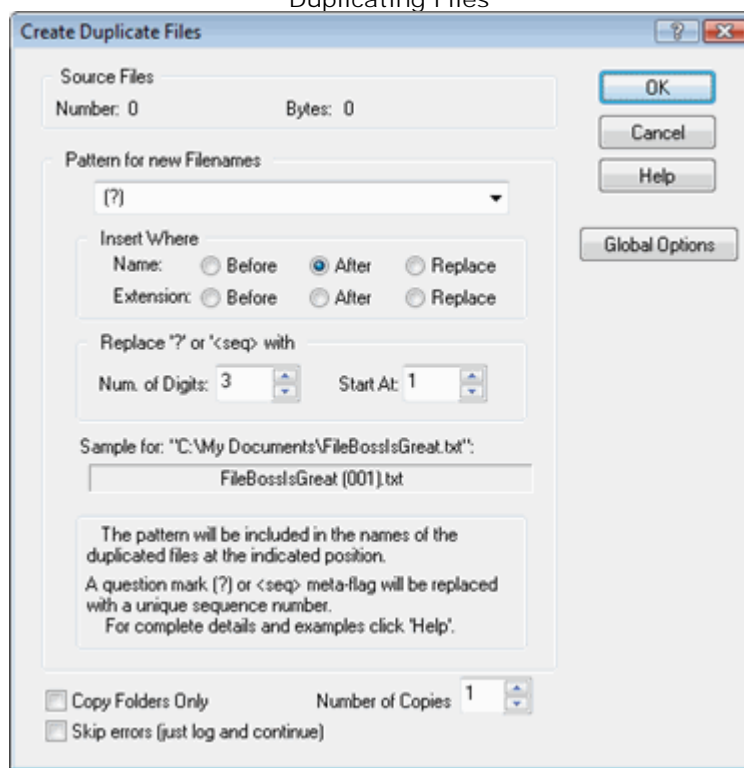 Duplicating Files
Create Duplicate Files
Source Files
Number: 0 Bytes: 0
OK
Cancel
Help
Global Options
Pattern for new Filenames
(?)
Insert Where
Name: Before After Replace
Extension: Before After Replace
Replace '?' or '<seq> with
Num. of Digits: 3 Start At: 1
Sample for: "C:\My Documents\FileBossIsGreat.txt":
FileBossIsGreat (001).txt
The pattern will be included in the names of the
duplicated files at the indicated position.
A question mark (?) or <seq> meta-flag will be replaced
with a unique sequence number.
For complete details and examples click 'Help'.
Copy Folders Only Number of Copies 1
Skip errors (just log and continue)